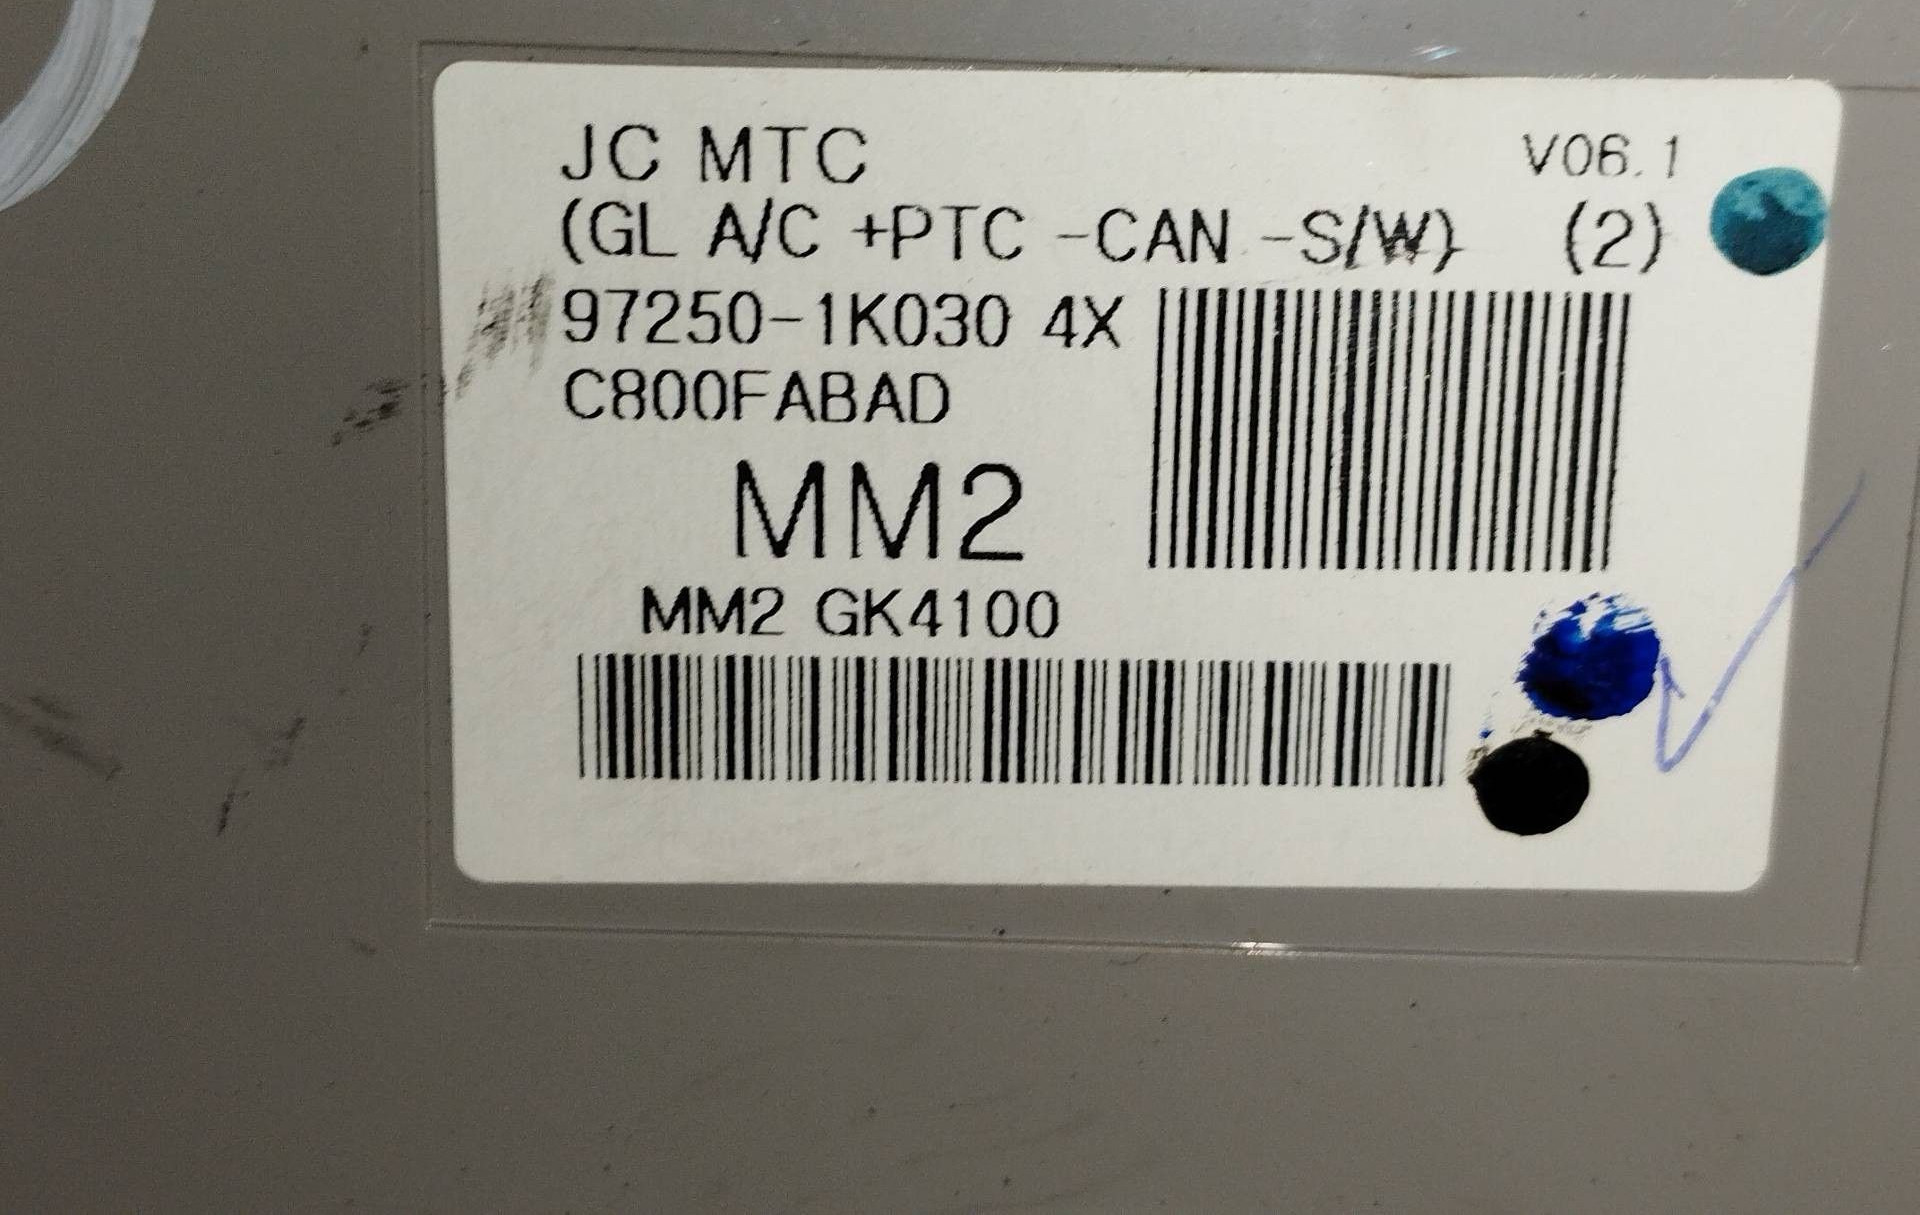 JC MTC V06.1
(GL A/C +PTC -CAN -S/W) (2)
97250-1K030 4X
C800FABAD
MM2
MM2 GK4100